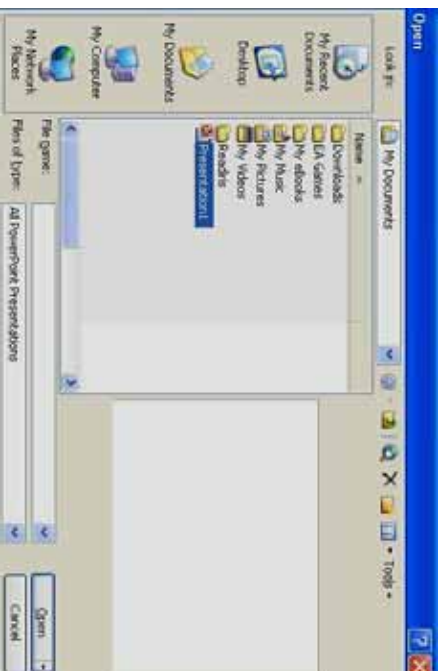 Open
Look in:
My Documents
Tools
My Recent
Documents
Desktop
My Documents
My Computer
My Network
Places
Name
Downloads
EA Games
My eBooks
My Music
My Pictures
My Videos
Readiris
Presentation1
File name:
Open
Files of type:
All PowerPoint Presentations
Cancel